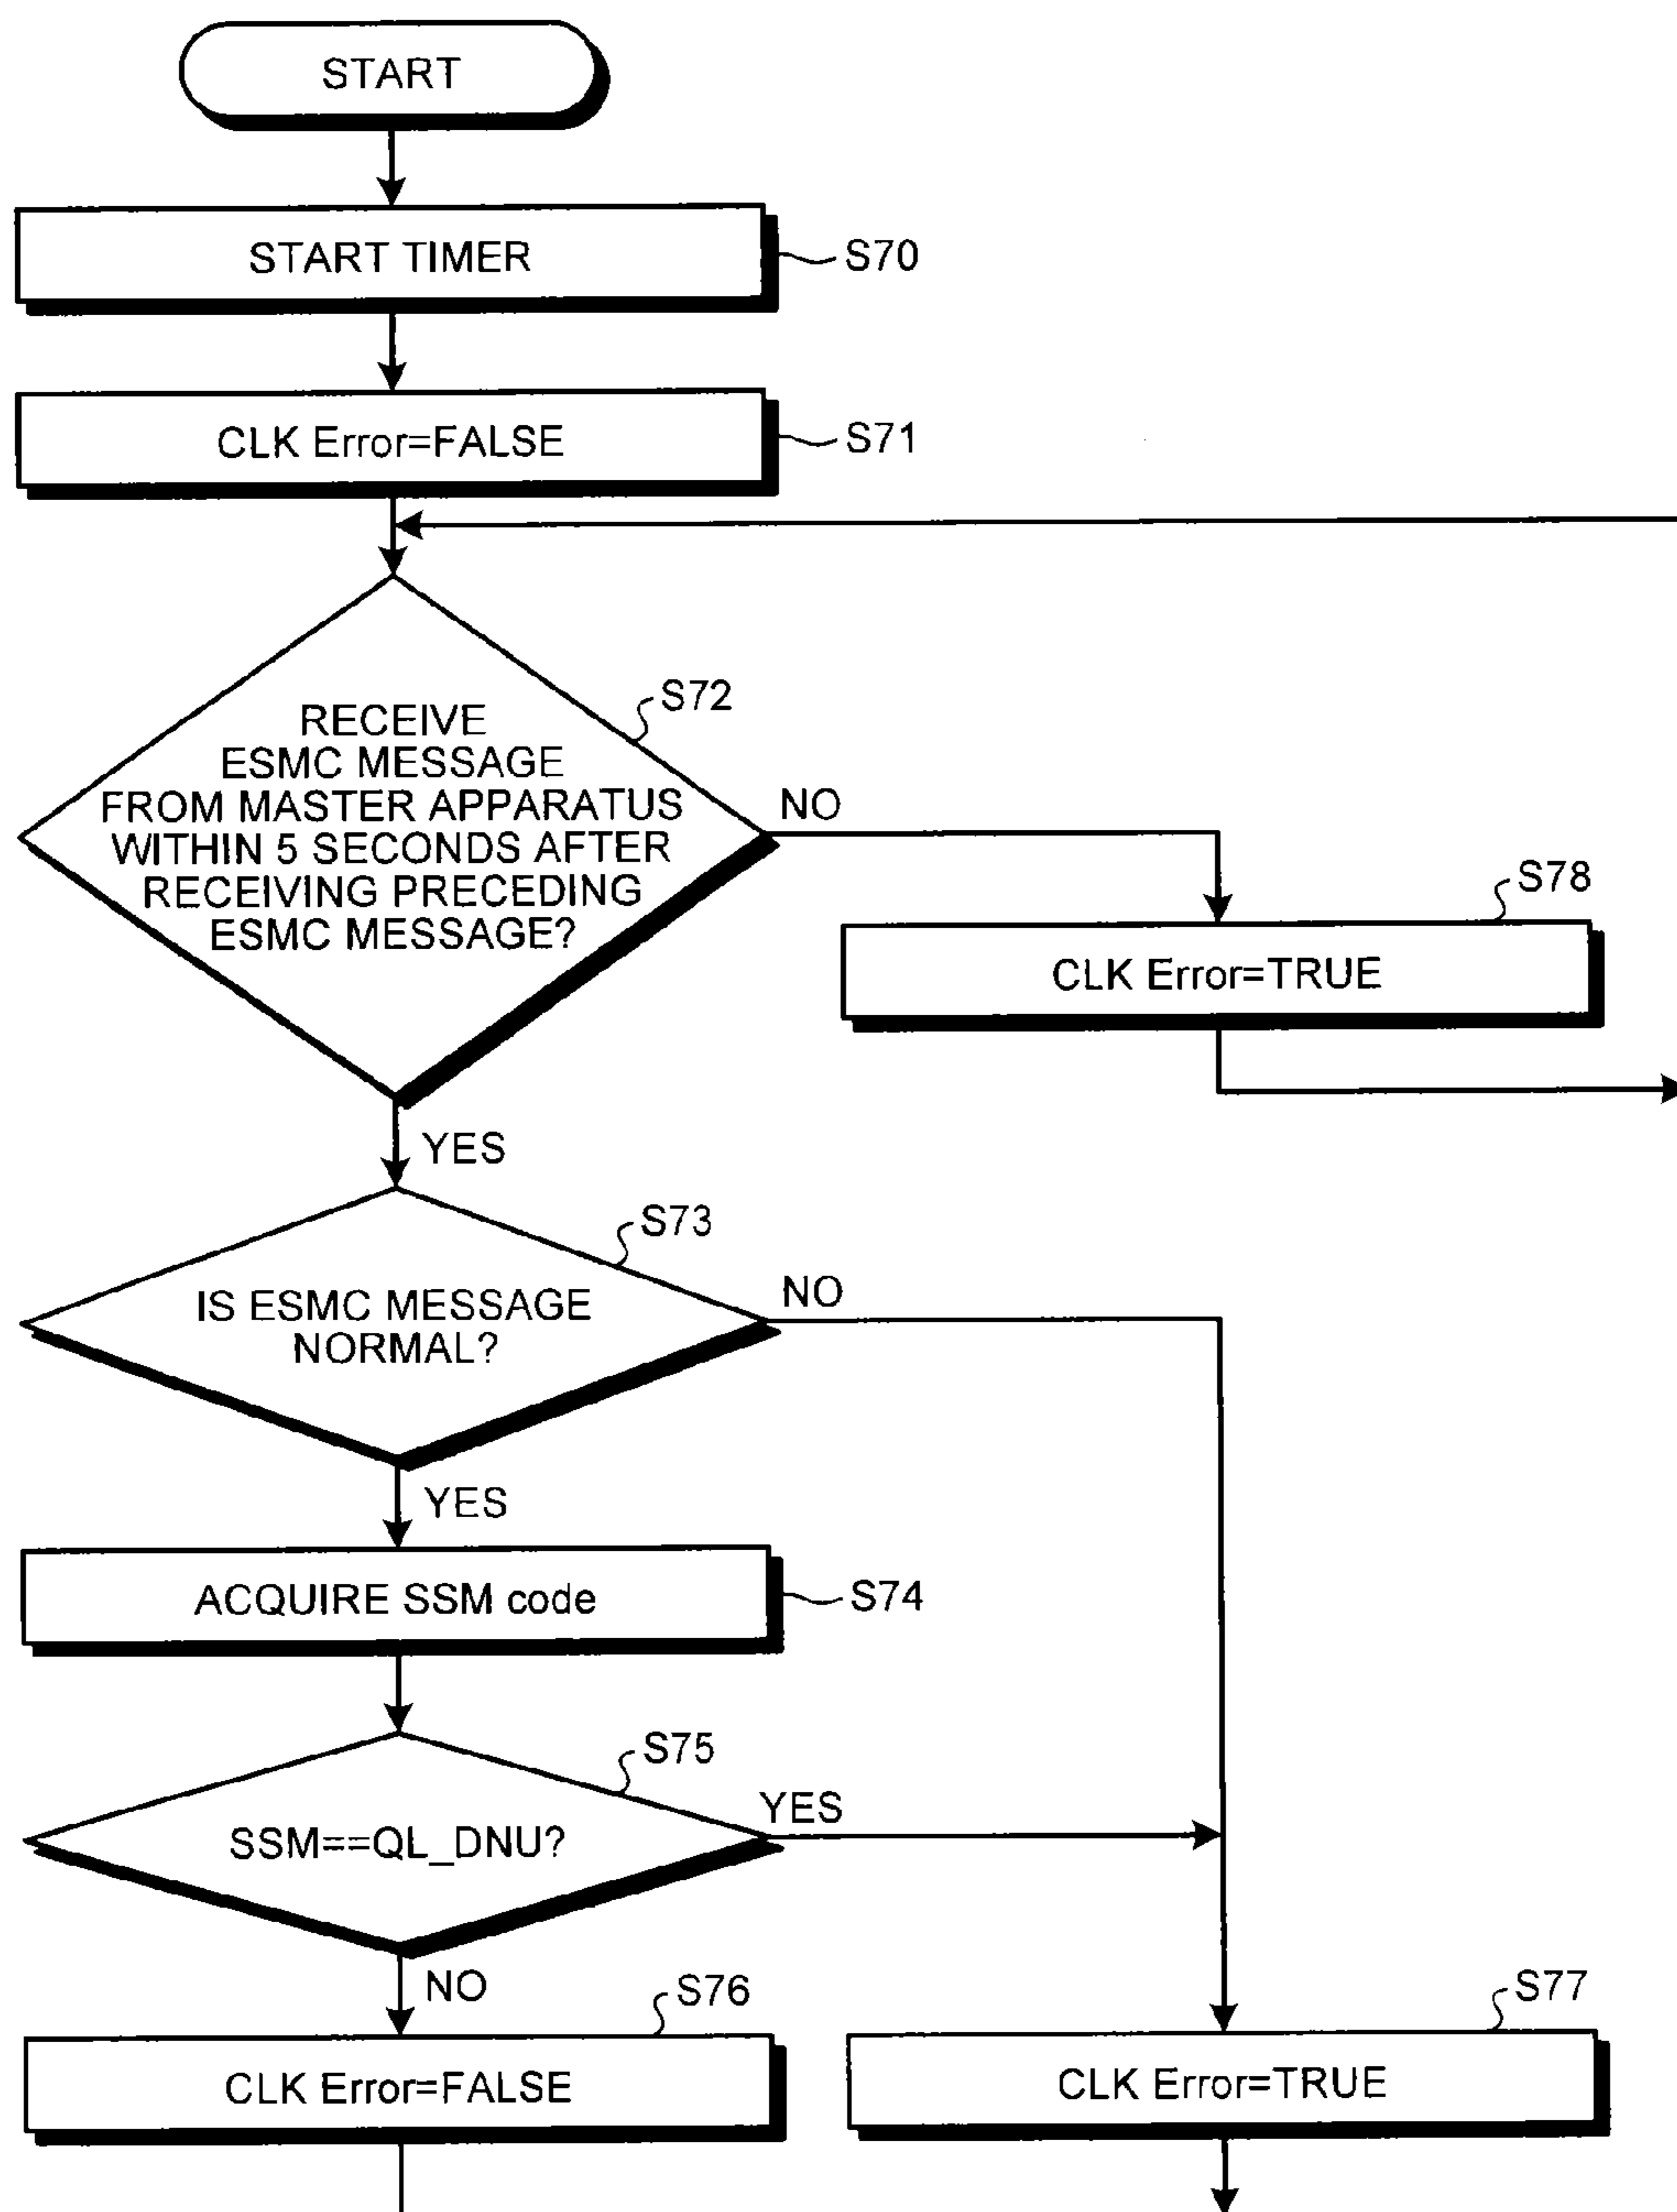 START
START TIMER
S70
CLK Error=FALSE
S71
S72
RECEIVE
ESMC MESSAGE
FROM MASTER APPARATUS
WITHIN 5 SECONDS AFTER
RECEIVING PRECEDING
ESMC MESSAGE?
NO
S78
CLK Error=TRUE
YES
S73
IS ESMC MESSAGE
NORMAL?
NO
YES
ACQUIRE SSM code
S74
S75
SSM==QL_DNU?
YES
NO
S76
CLK Error=FALSE
S77
CLK Error=TRUE